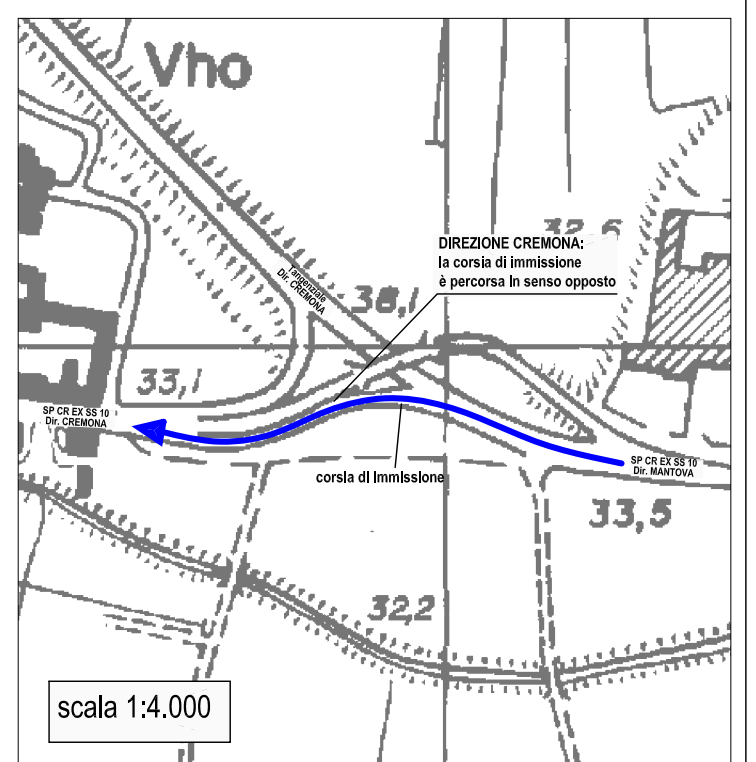 Vho
32,6
DIREZIONE CREMONA:
la corsia di immissione
è percorsa In senso opposto
Tangenziale
Dir. CREMONA
38,1
33,1
SP CR EX SS 10
Dir. CREMONA
corsia di Immissione
SP CR EX SS 10
Dir. MANTOVA
33,5
32,2
scala 1:4.000